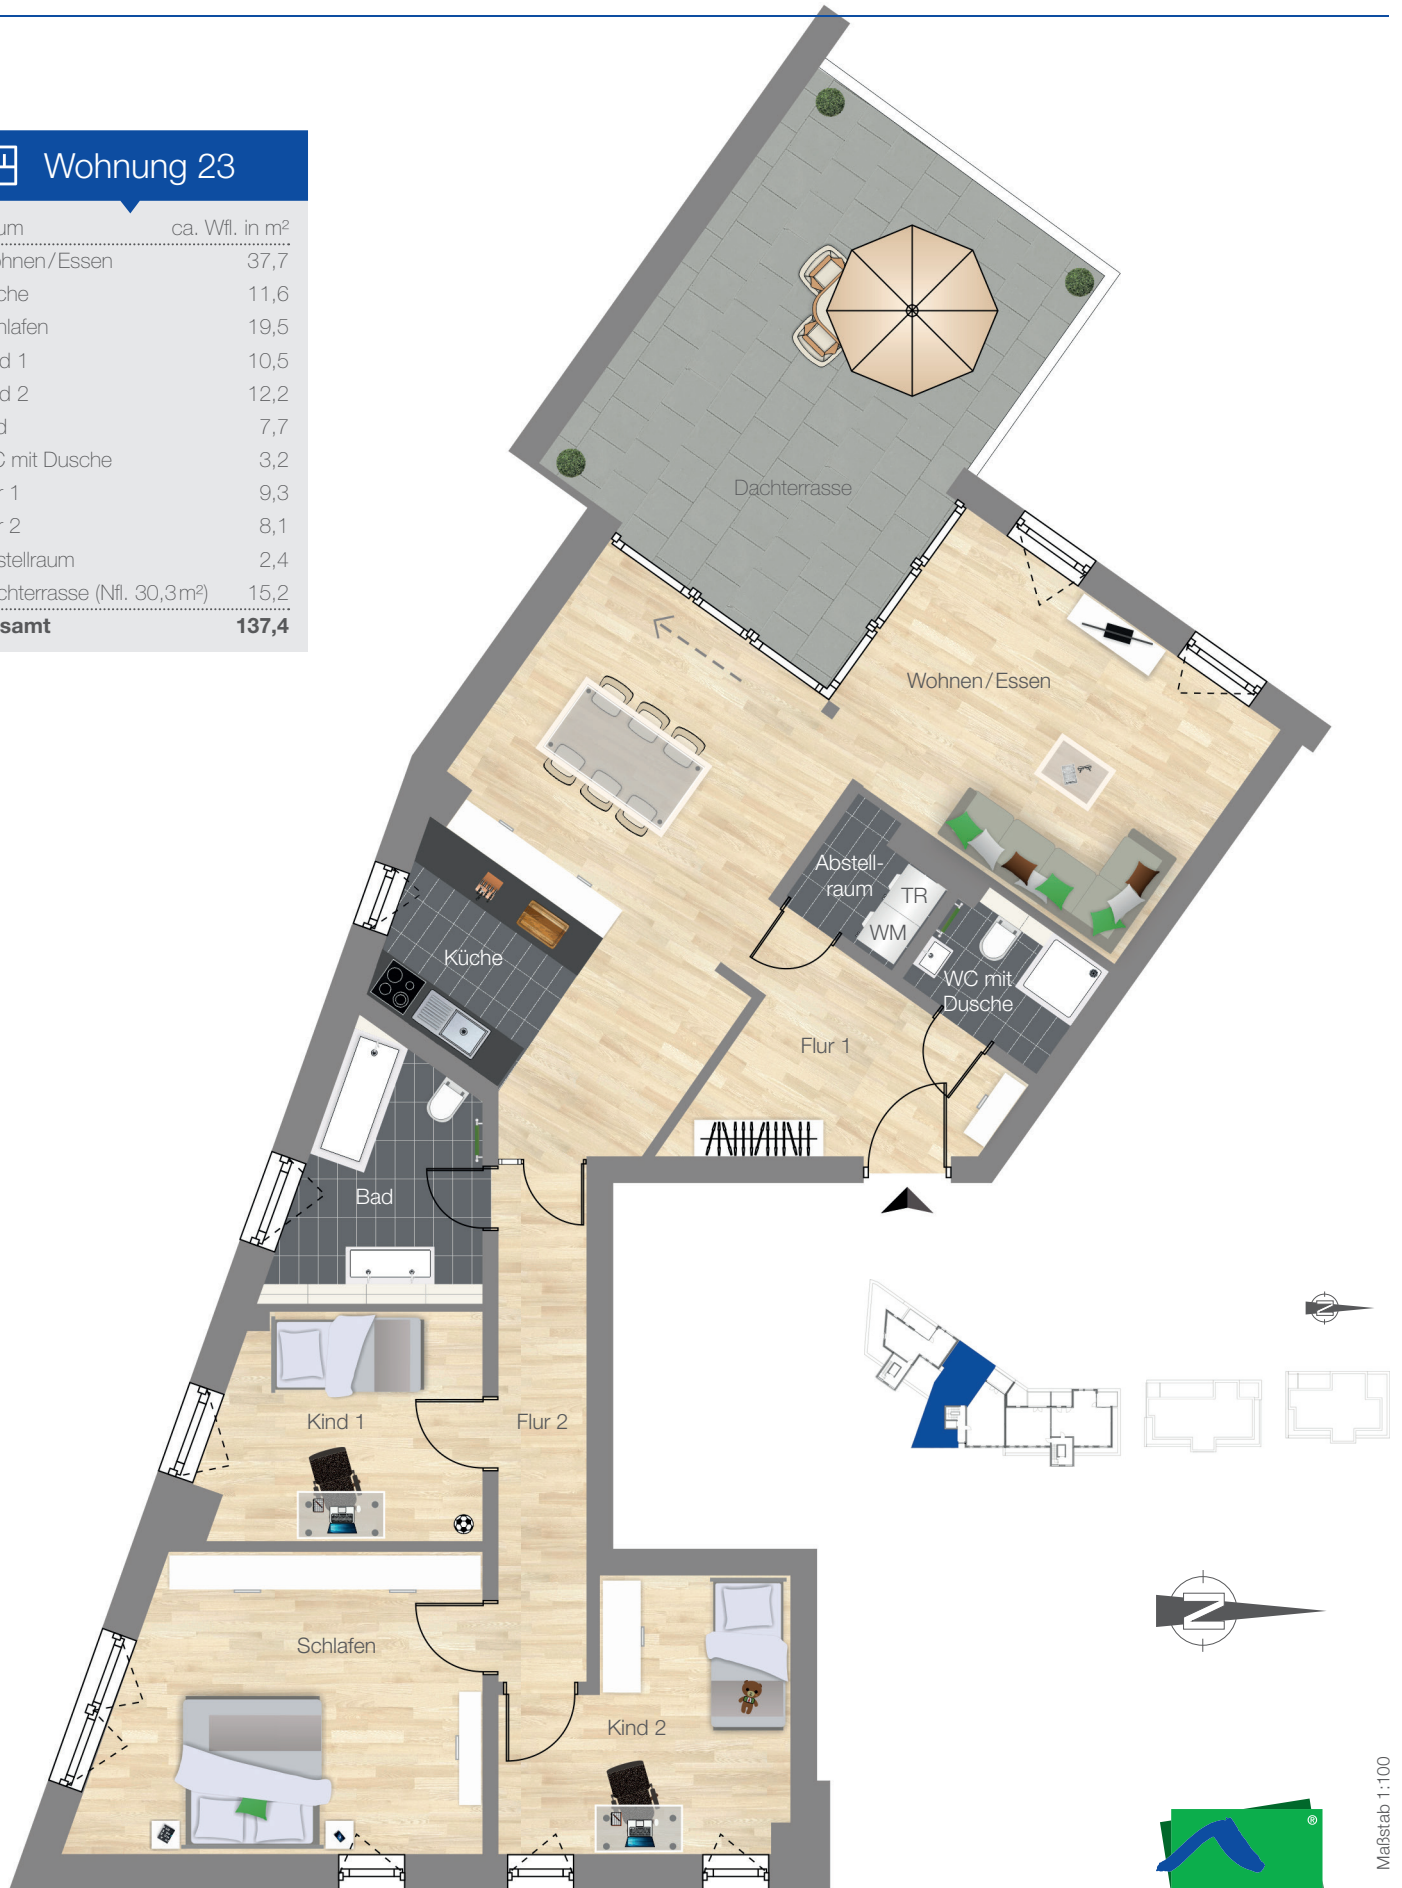 Wohnung 23
um ca. Wfl. in m²
hnen/Essen 37,7
che 11,6
hlafen 19,5
d 1 10,5
d 2 12,2
d 7,7
C mit Dusche 3,2
r 1 9,3
r 2 8,1
stellraum 2,4
chterrasse (Nfl. 30,3 m²) 15,2
samt 137,4
Dachterrasse
Wohnen/Essen
Abstell-
raum
TR
WM
Küche
WC mit
Dusche
Flur 1
Bad
Kind 1
Flur 2
Schlafen
Kind 2
N
N
®
Maßstab 1:100